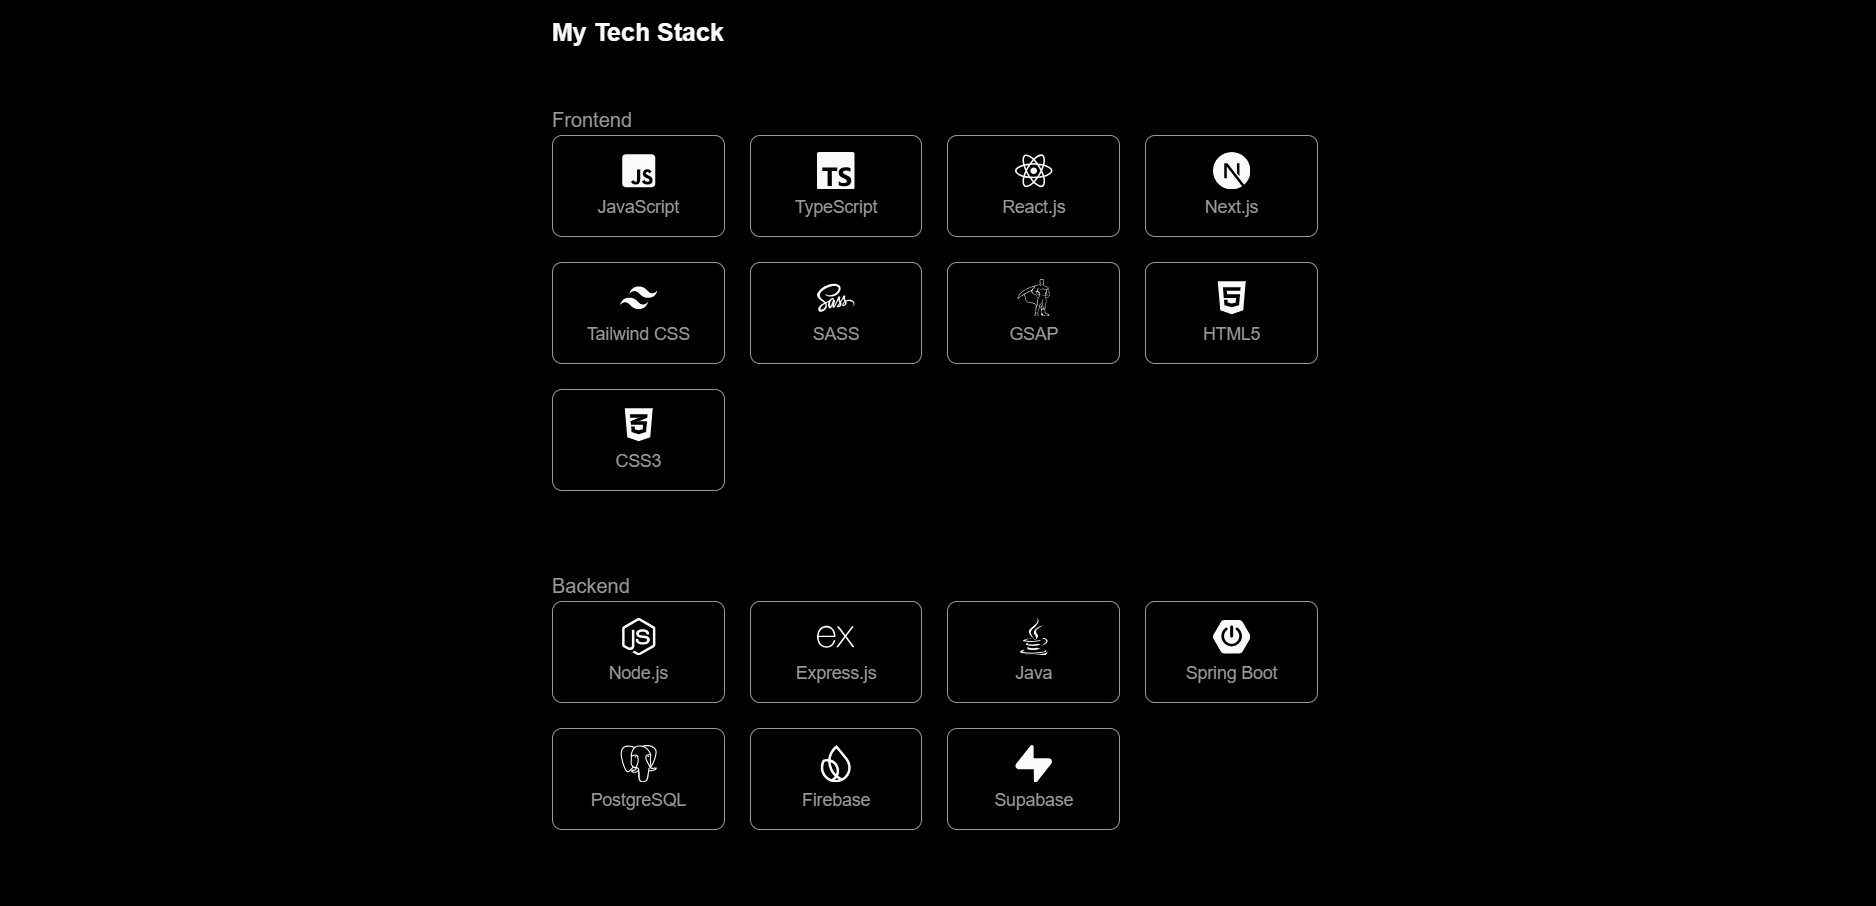 My Tech Stack
Frontend
JS
TS
N
JavaScript
TypeScript
React.js
Next.js
Sass
5
Tailwind CSS
SASS
GSAP
HTML5
3
CSS3
Backend
JS
ex
Node.js
Express.js
Java
Spring Boot
PostgreSQL
Firebase
Supabase